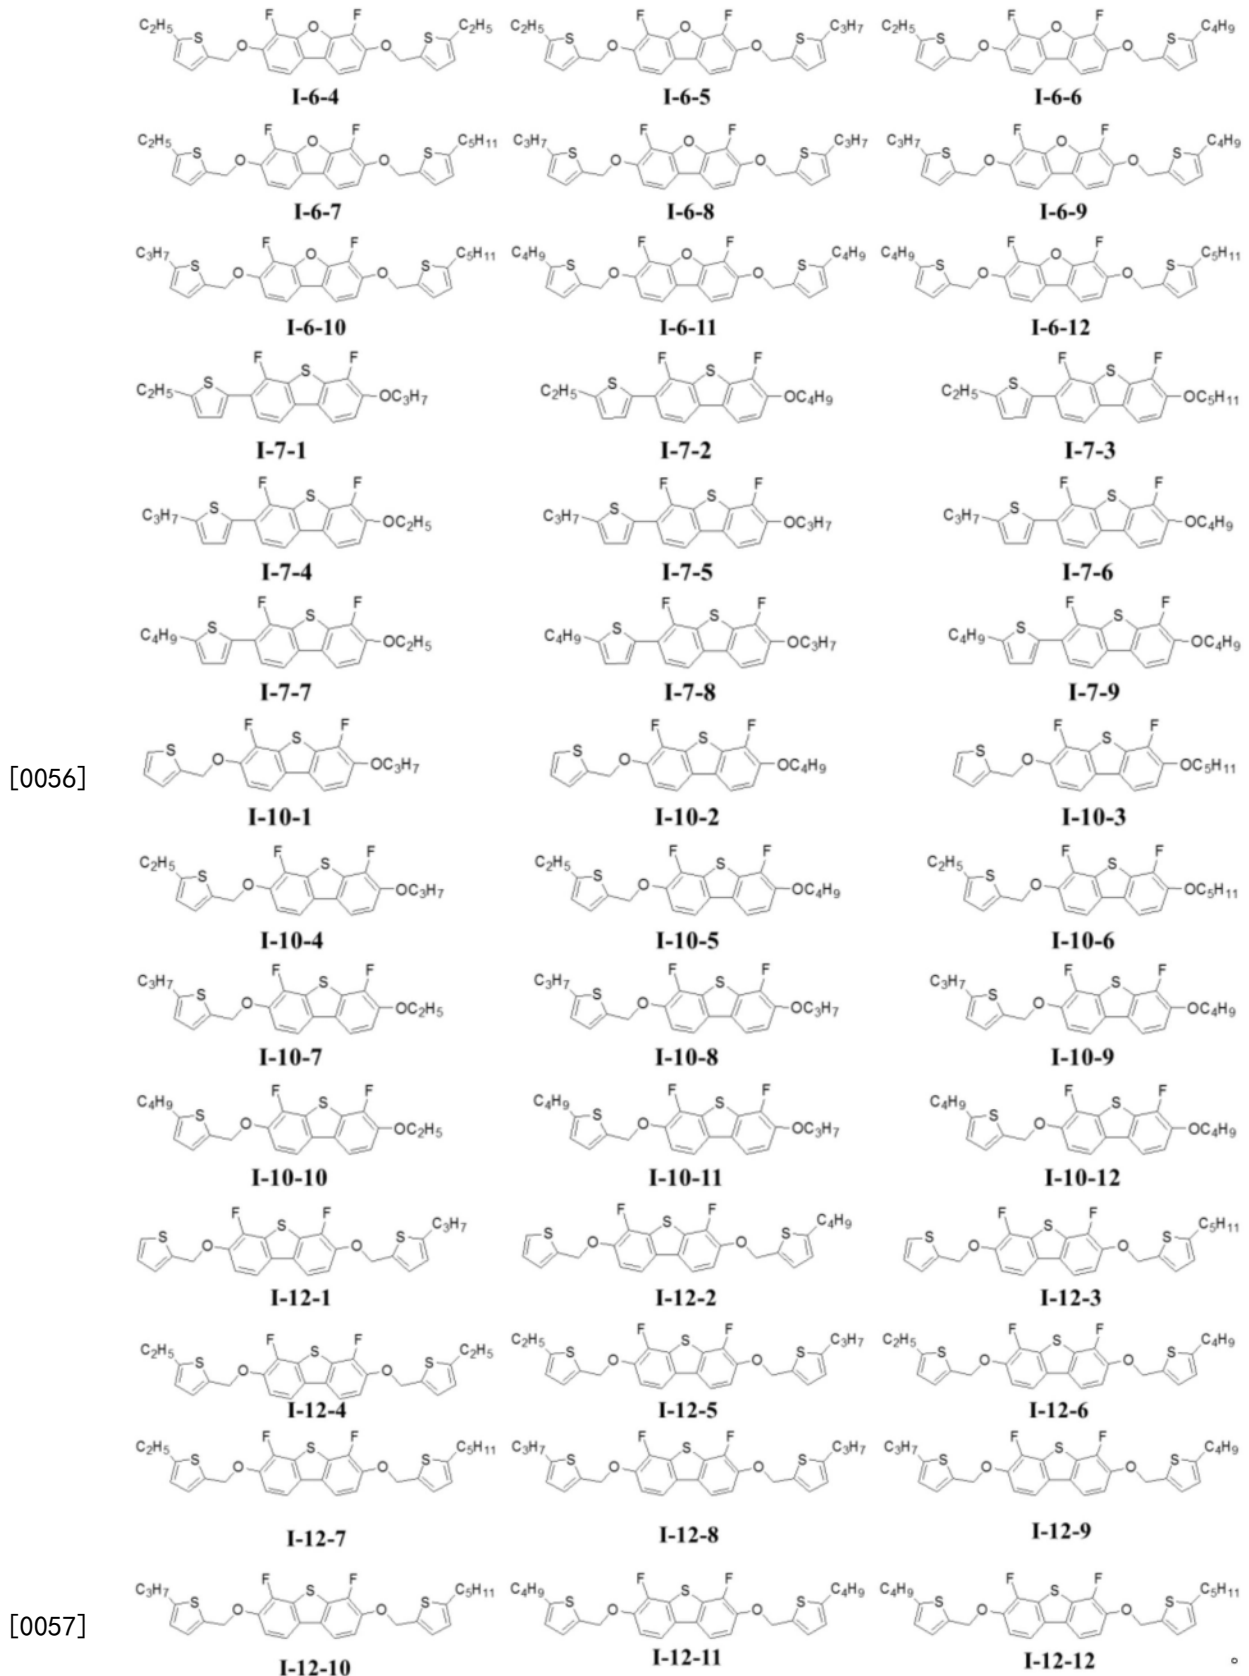 C2H5 F O F C2H5 C2H5 F O F C3H7 C2H5 F O F C4H9
S O O S S O O S S O O S
I-6-4 I-6-5 I-6-6
C2H5 F O F C5H11 C3H7 F O F C3H7 C3H7 F O F C4H9
S O O S S O O S S O O S
I-6-7 I-6-8 I-6-9
C3H7 F O F C5H11 C4H9 F O F C4H9 C4H9 F O F C5H11
S O O S S O O S S O O S
I-6-10 I-6-11 I-6-12
F F F F F F
C2H5 S S OC3H7 C2H5 S S OC4H9 C2H5 S S OC5H11
I-7-1 I-7-2 I-7-3
F F F F F F
C3H7 S S OC2H5 C3H7 S S OC3H7 C3H7 S S OC4H9
I-7-4 I-7-5 I-7-6
F F F F F F
C4H9 S S OC2H5 C4H9 S S OC3H7 C4H9 S S OC4H9
I-7-7 I-7-8 I-7-9
F S F F S F F S F
[0056] S O OC3H7 S O OC4H9 S O OC5H11
I-10-1 I-10-2 I-10-3
C2H5 F S F C2H5 F S F C2H5 F S F
S O OC3H7 S O OC4H9 S O OC5H11
I-10-4 I-10-5 I-10-6
C3H7 F S F C3H7 F S F C3H7 F S F
S O OC2H5 S O OC3H7 S O OC4H9
I-10-7 I-10-8 I-10-9
C4H9 F S F C4H9 F S F C4H9 F S F
S O OC2H5 S O OC3H7 S O OC4H9
I-10-10 I-10-11 I-10-12
F S F C3H7 F S F C4H9 F S F C5H11
S O O S S O O S S O O S
I-12-1 I-12-2 I-12-3
C2H5 F S F C2H5 C2H5 F S F C3H7 C2H5 F S F C4H9
S O O S S O O S S O O S
I-12-4 I-12-5 I-12-6
C2H5 F S F C5H11 C3H7 F S F C3H7 C3H7 F S F C4H9
S O O S S O O S S O O S
I-12-7 I-12-8 I-12-9
C3H7 F S F C5H11 C4H9 F S F C4H9 C4H9 F S F C5H11
[0057] S O O S S O O S S O O S
I-12-10 I-12-11 I-12-12 。